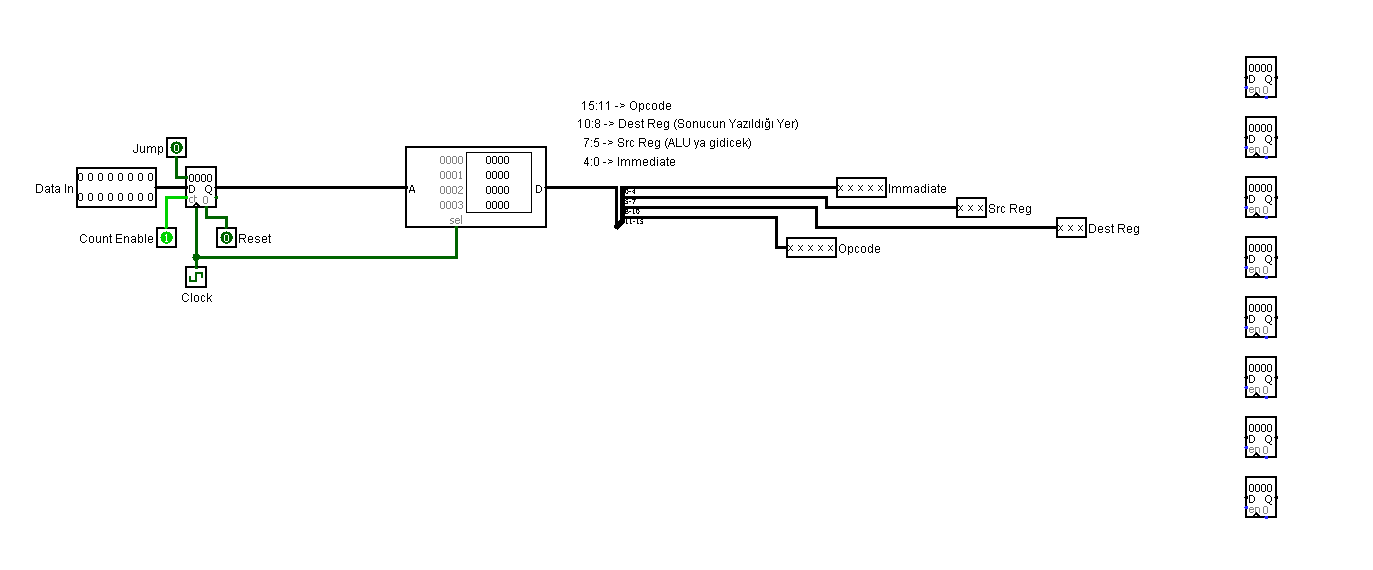 15:11 -> Opcode
10:8 -> Dest Reg (Sonucun Yazıldığı Yer)
7:5 -> Src Reg (ALU ya gidicek)
4:0 -> Immediate
Jump
0
Data In
0 0 0 0 0 0 0 0
0 0 0 0 0 0 0 0
0000
D Q
ct 0
Count Enable
1
0
Reset
Clock
0000 0000
0001 0000
A 0002 0000 D
0003 0000
sel
0-4
5-7
8-10
11-15
x x x x x Immadiate
x x x Src Reg
x x x Dest Reg
x x x x x Opcode
0000
D Q
en 0
0000
D Q
en 0
0000
D Q
en 0
0000
D Q
en 0
0000
D Q
en 0
0000
D Q
en 0
0000
D Q
en 0
0000
D Q
en 0